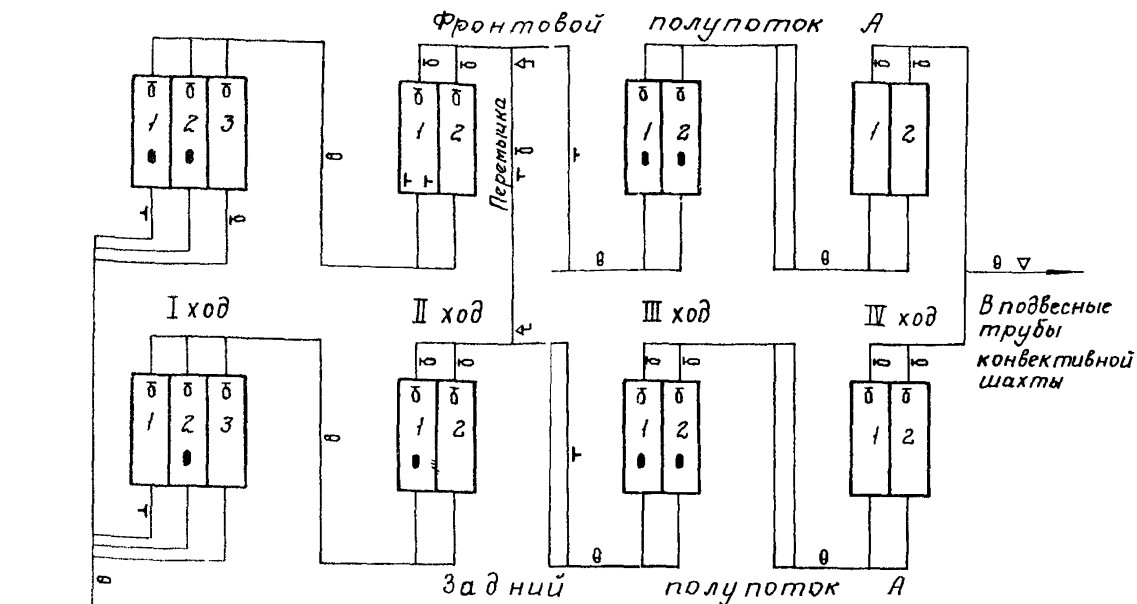 Фронтовой полупоток А
1 2 3
1 2
Перемычка
1 2
1 2
I ход
II ход
III ход
IV ход
В подвесные
трубы
конвективной
шахты
1 2 3
1 2
1 2
1 2
Задний полупоток А